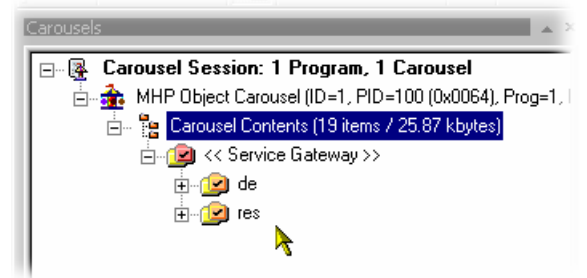 Carousels
Carousel Session: 1 Program, 1 Carousel
MHP Object Carousel (ID=1, PID=100 (0x0064), Prog=1,
Carousel Contents (19 items / 25.87 kbytes)
<< Service Gateway >>
de
res